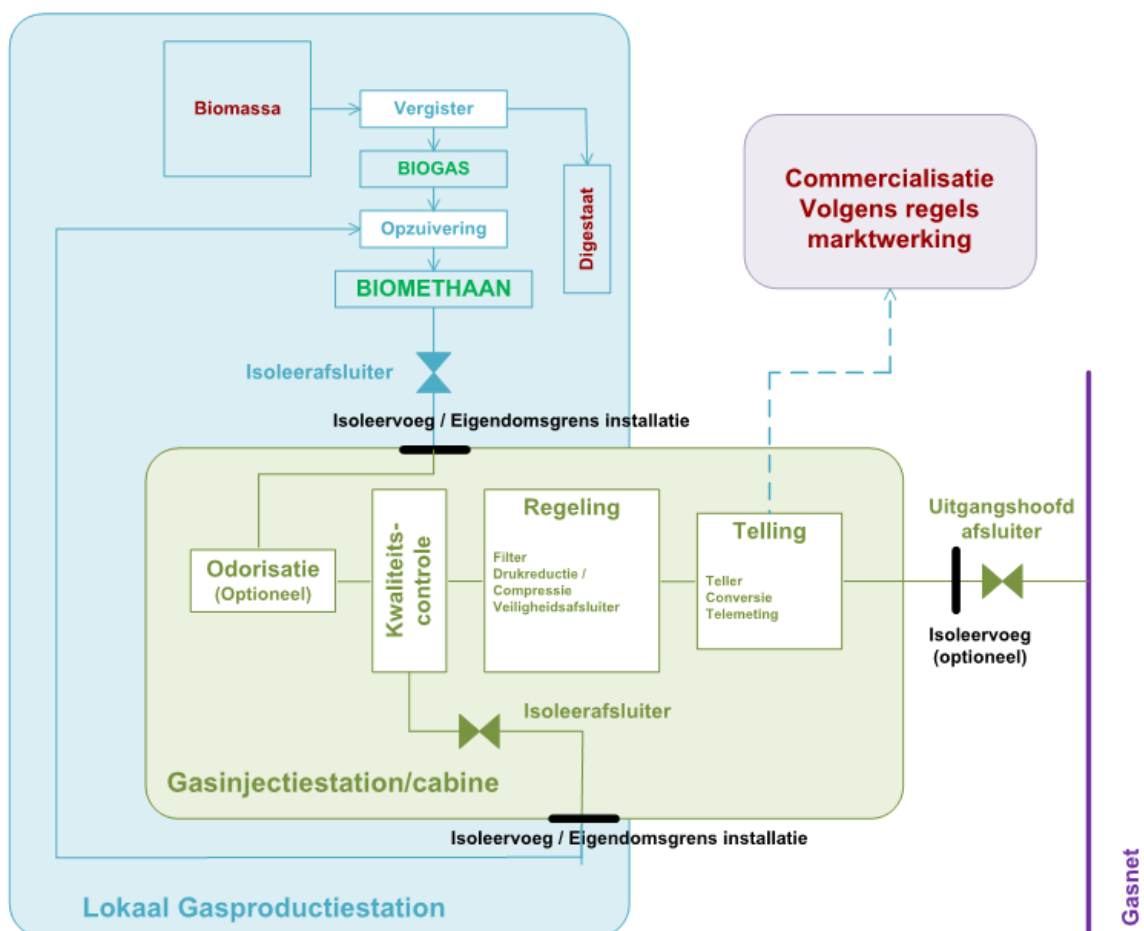 Biomassa
Vergister
BIOGAS
Opzuivering
BIOMETHAAN
Digestaat
Commercialisatie
Volgens regels
marktwerking
Isoleerafsluiter
Isoleervoeg / Eigendomsgrens installatie
Odorisatie
(Optioneel)
Kwaliteits-
controle
Regeling
Filter
Drukreductie /
Compressie
Veiligheidsafsluiter
Telling
Teller
Conversie
Telemeting
Uitgangshoofd
afsluiter
Isoleervoeg
(optioneel)
Isoleerafsluiter
Gasinjectiestation/cabine
Isoleervoeg / Eigendomsgrens installatie
Lokaal Gasproductiestation
Gasnet